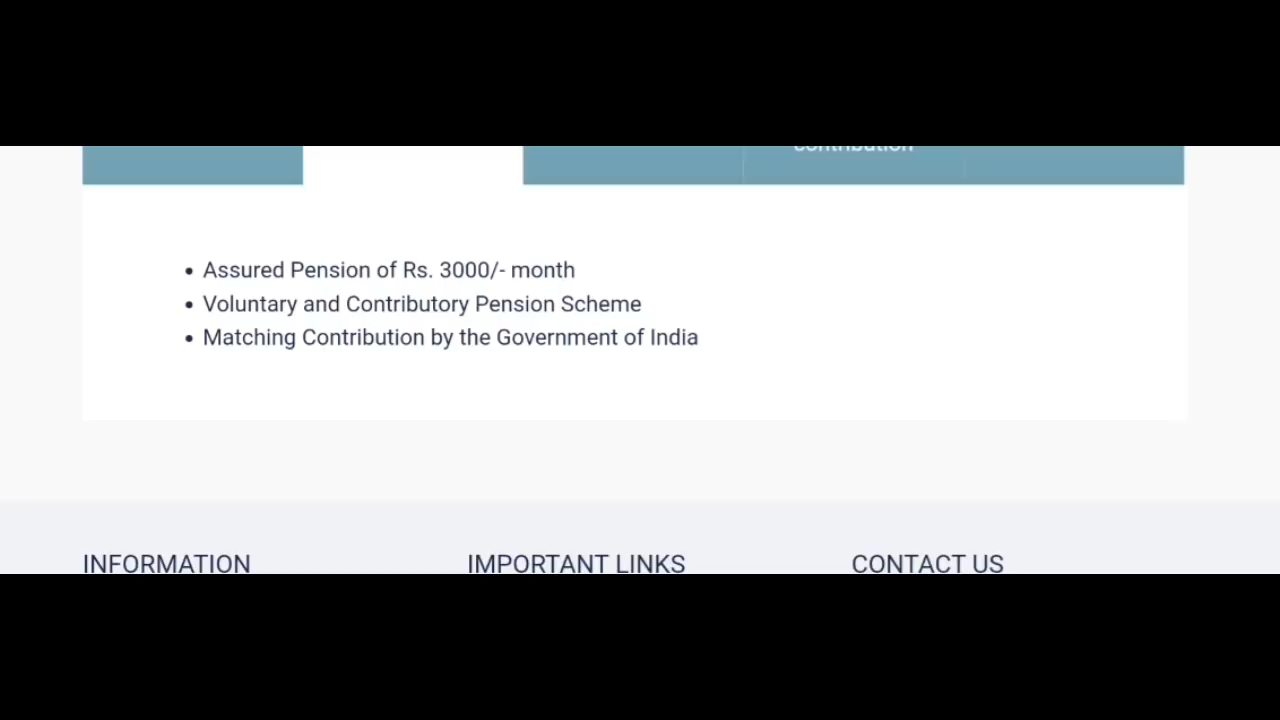 contribution
Assured Pension of Rs. 3000/- month
Voluntary and Contributory Pension Scheme
Matching Contribution by the Government of India
INFORMATION IMPORTANT LINKS CONTACT US